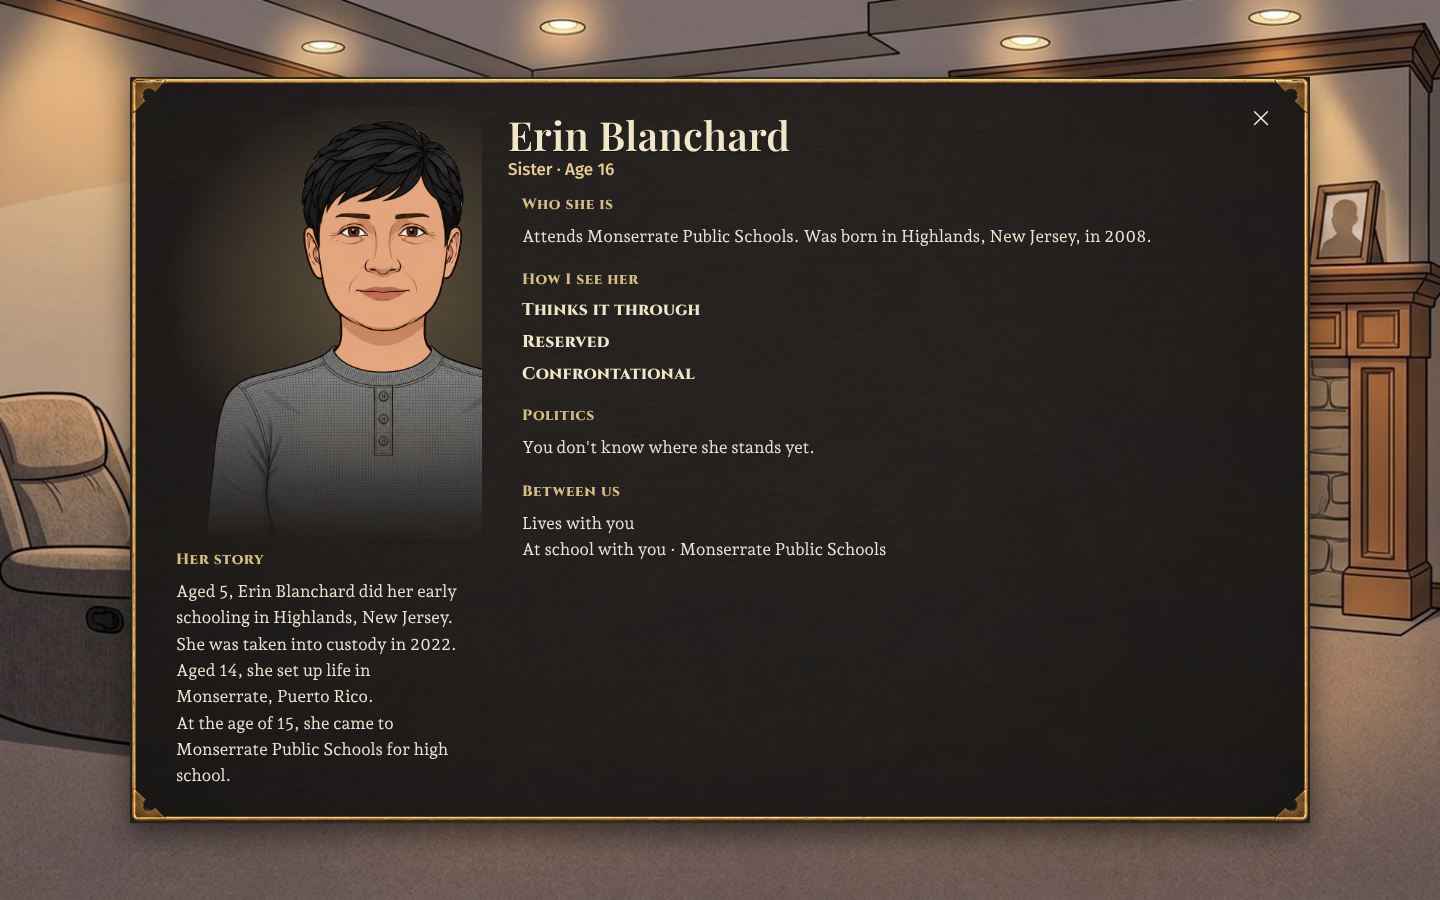 Erin Blanchard
Sister · Age 16
Who she is
Attends Monserrate Public Schools. Was born in Highlands, New Jersey, in 2008.
How I see her
Thinks it through
Reserved
Confrontational
Politics
You don't know where she stands yet.
Between us
Lives with you
At school with you · Monserrate Public Schools
Her story
Aged 5, Erin Blanchard did her early
schooling in Highlands, New Jersey.
She was taken into custody in 2022.
Aged 14, she set up life in
Monserrate, Puerto Rico.
At the age of 15, she came to
Monserrate Public Schools for high
school.